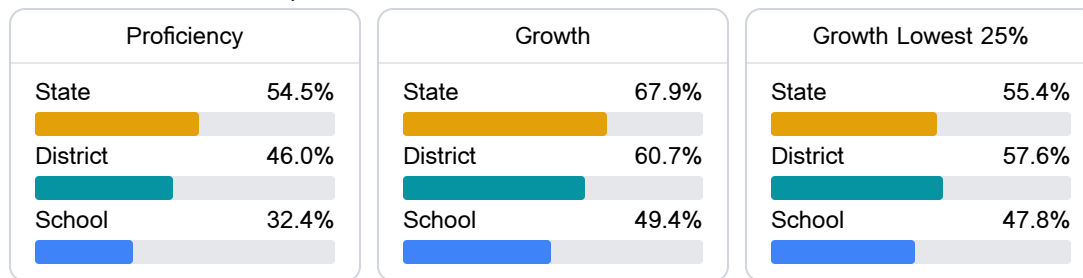 Proficiency
State 54.5%
District 46.0%
School 32.4%
Growth
State 67.9%
District 60.7%
School 49.4%
Growth Lowest 25%
State 55.4%
District 57.6%
School 47.8%